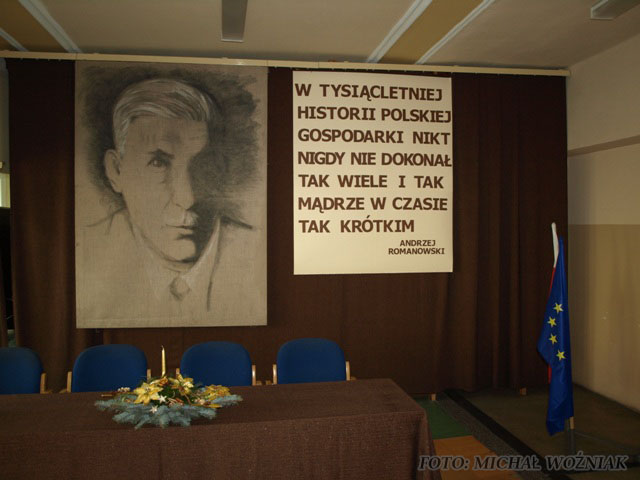 W TYSIĄCLETNIEJ
HISTORII POLSKIEJ
GOSPODARKI NIKT
NIGDY NIE DOKONAŁ
TAK WIELE I TAK
MĄDRZE W CZASIE
TAK KRÓTKIM
ANDRZEJ
ROMANOWSKI
FOTO: MICHAŁ WOŹNIAK